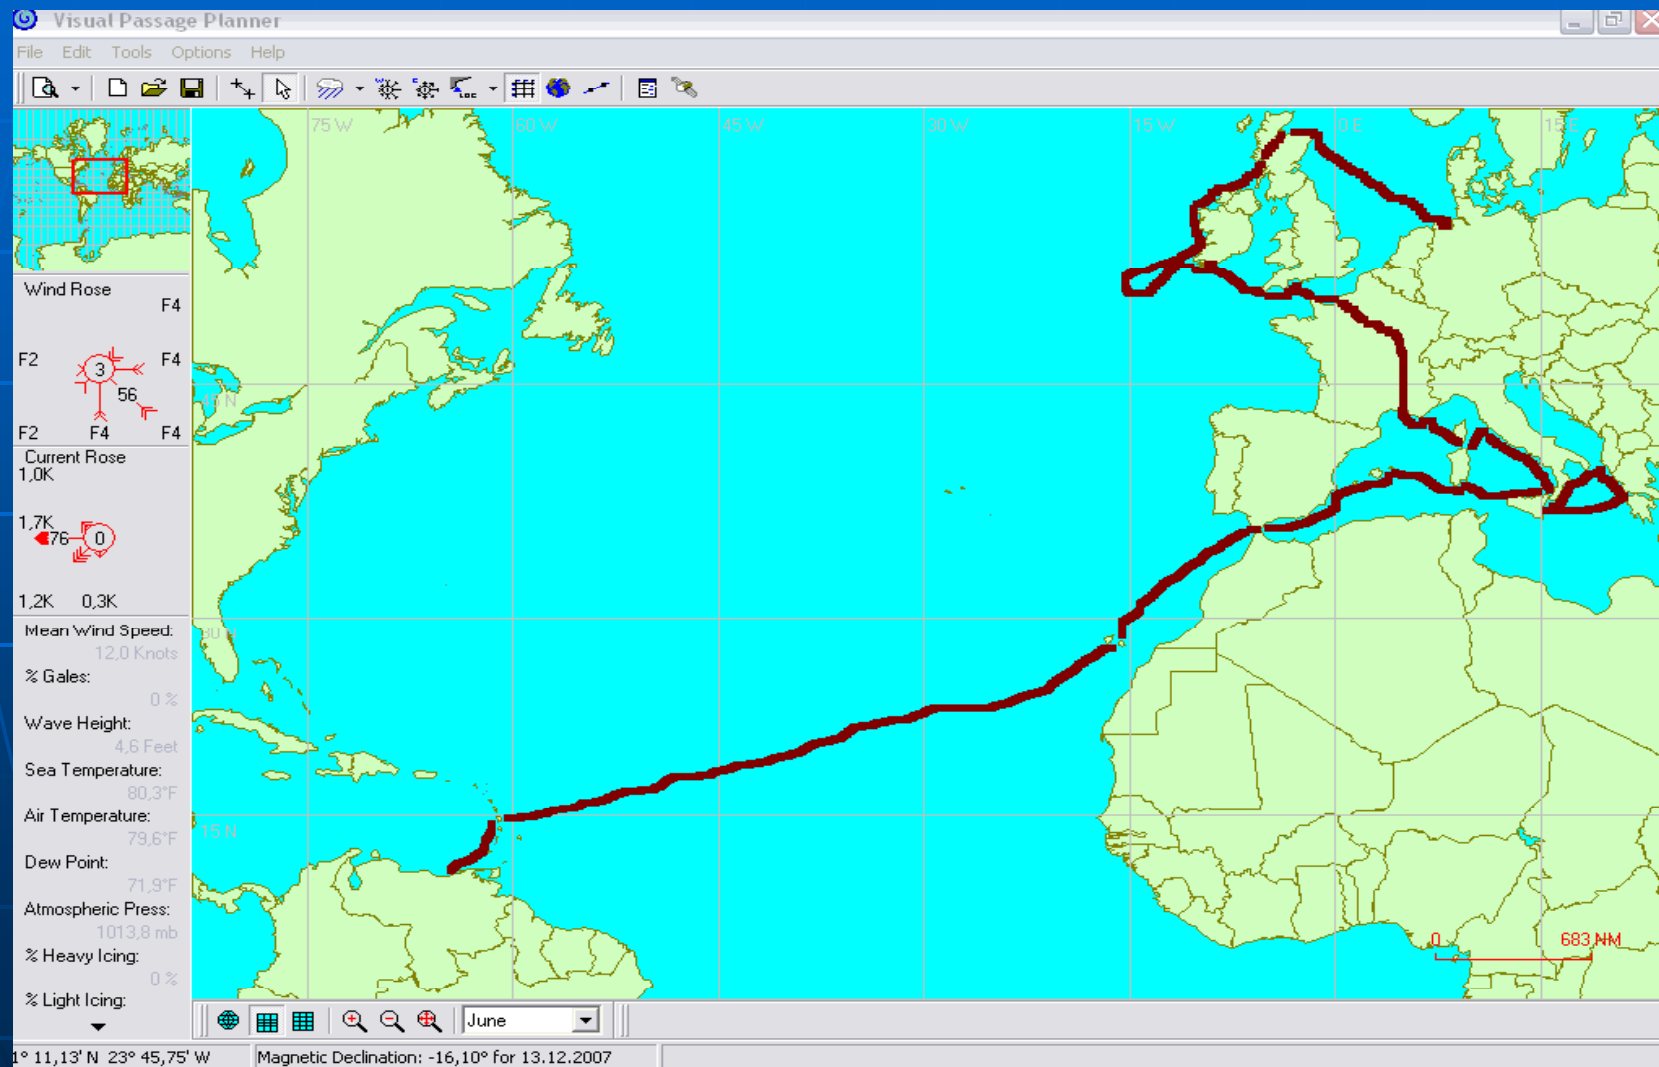 Visual Passage Planner
File Edit Tools Options Help
75 W 60 W 45 W 30 W 15 W 0 E 15 E
Wind Rose
F4
F2 3 F4
56
F2 F4 F4
45 N
Current Rose
1,0K
1,7K
76 0
1,2K 0,3K
30 N
Mean Wind Speed:
12,0 Knots
% Gales:
0 %
Wave Height:
4,6 Feet
Sea Temperature:
80,3°F
Air Temperature:
79,6°F
15 N
Dew Point:
71,9°F
Atmospheric Press:
1013,8 mb
0 683 NM
% Heavy Icing:
0 %
% Light Icing:
June
1° 11,13' N 23° 45,75' W Magnetic Declination: -16,10° for 13.12.2007